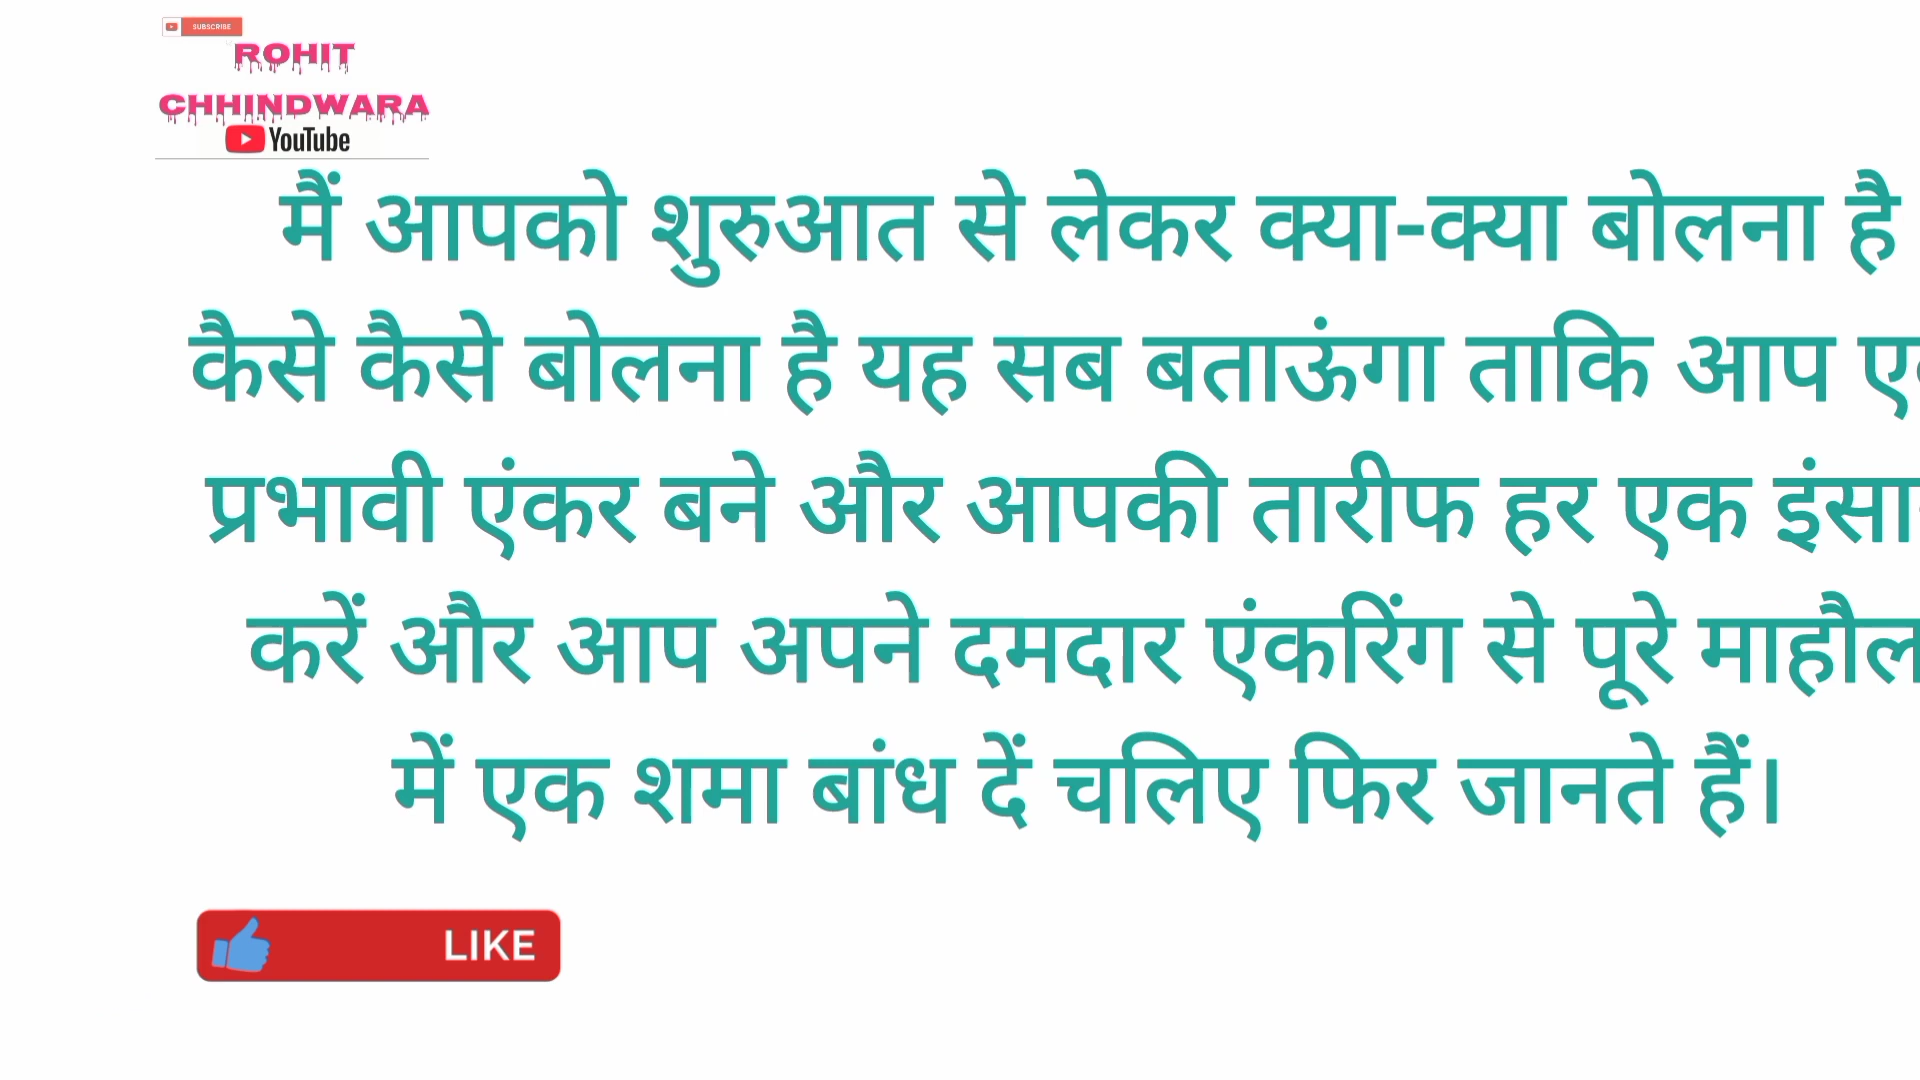 SUBSCRIBE
ROHIT
CHHINDWARA
YouTube
मैं आपको शुरुआत से लेकर क्या-क्या बोलना है
कैसे कैसे बोलना है यह सब बताऊंगा ताकि आप
प्रभावी एंकर बने और आपकी तारीफ हर एक
करें और आप अपने दमदार एंकरिंग से पूरे माहौल
में एक शमा बांध दें चलिए फिर जानते हैं।
LIKE